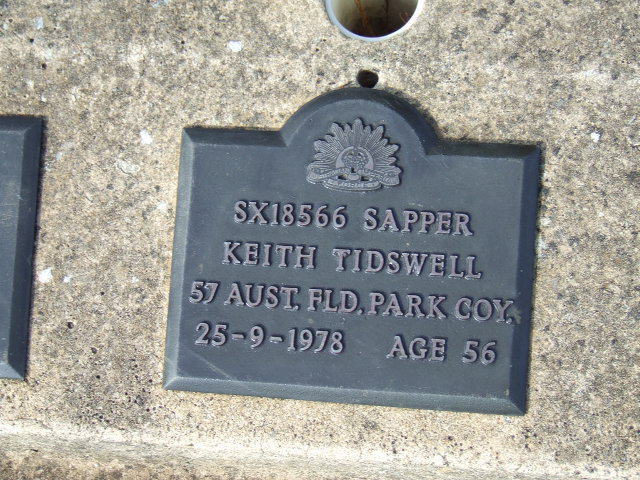 SX18566 SAPPER
KEITH TIDSWELL
57 AUST. FLD. PARK COY.
25-9-1978 AGE 56